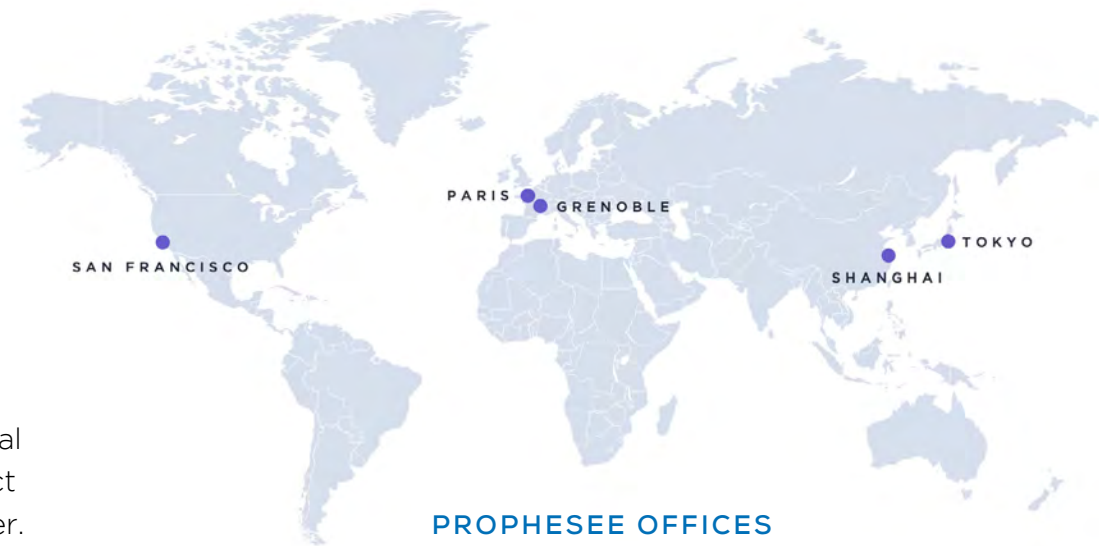 PARIS
GRENOBLE
TOKYO
SAN FRANCISCO
SHANGHAI
PROPHESEE OFFICES